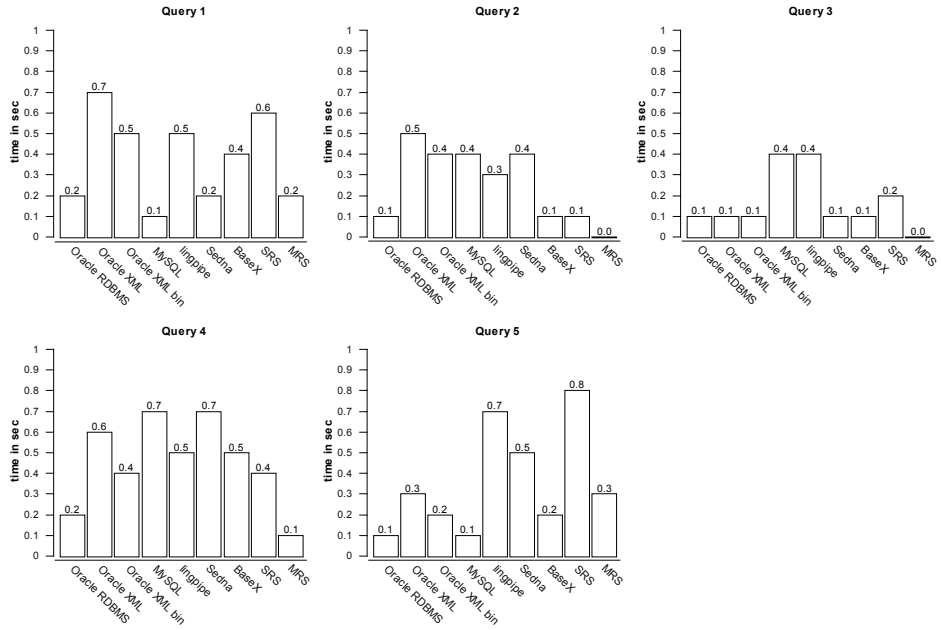 Query 1
time in sec
1
0.9
0.8
0.7
0.6
0.5
0.4
0.3
0.2
0.1
0
0.2
0.7
0.5
0.1
0.5
0.2
0.4
0.6
0.2
Oracle RDBMS
Oracle XML
Oracle XML bin
MySQL
lingpipe
Sedna
BaseX
SRS
MRS
Query 2
time in sec
1
0.9
0.8
0.7
0.6
0.5
0.4
0.3
0.2
0.1
0
0.1
0.5
0.4
0.4
0.3
0.4
0.1
0.1
0.0
Oracle RDBMS
Oracle XML
Oracle XML bin
MySQL
lingpipe
Sedna
BaseX
SRS
MRS
Query 3
time in sec
1
0.9
0.8
0.7
0.6
0.5
0.4
0.3
0.2
0.1
0
0.1
0.1
0.1
0.4
0.4
0.1
0.1
0.2
0.0
Oracle RDBMS
Oracle XML
Oracle XML bin
MySQL
lingpipe
Sedna
BaseX
SRS
MRS
Query 4
time in sec
1
0.9
0.8
0.7
0.6
0.5
0.4
0.3
0.2
0.1
0
0.2
0.6
0.4
0.7
0.5
0.7
0.5
0.4
0.1
Oracle RDBMS
Oracle XML
Oracle XML bin
MySQL
lingpipe
Sedna
BaseX
SRS
MRS
Query 5
time in sec
1
0.9
0.8
0.7
0.6
0.5
0.4
0.3
0.2
0.1
0
0.1
0.3
0.2
0.1
0.7
0.5
0.2
0.8
0.3
Oracle RDBMS
Oracle XML
Oracle XML bin
MySQL
lingpipe
Sedna
BaseX
SRS
MRS